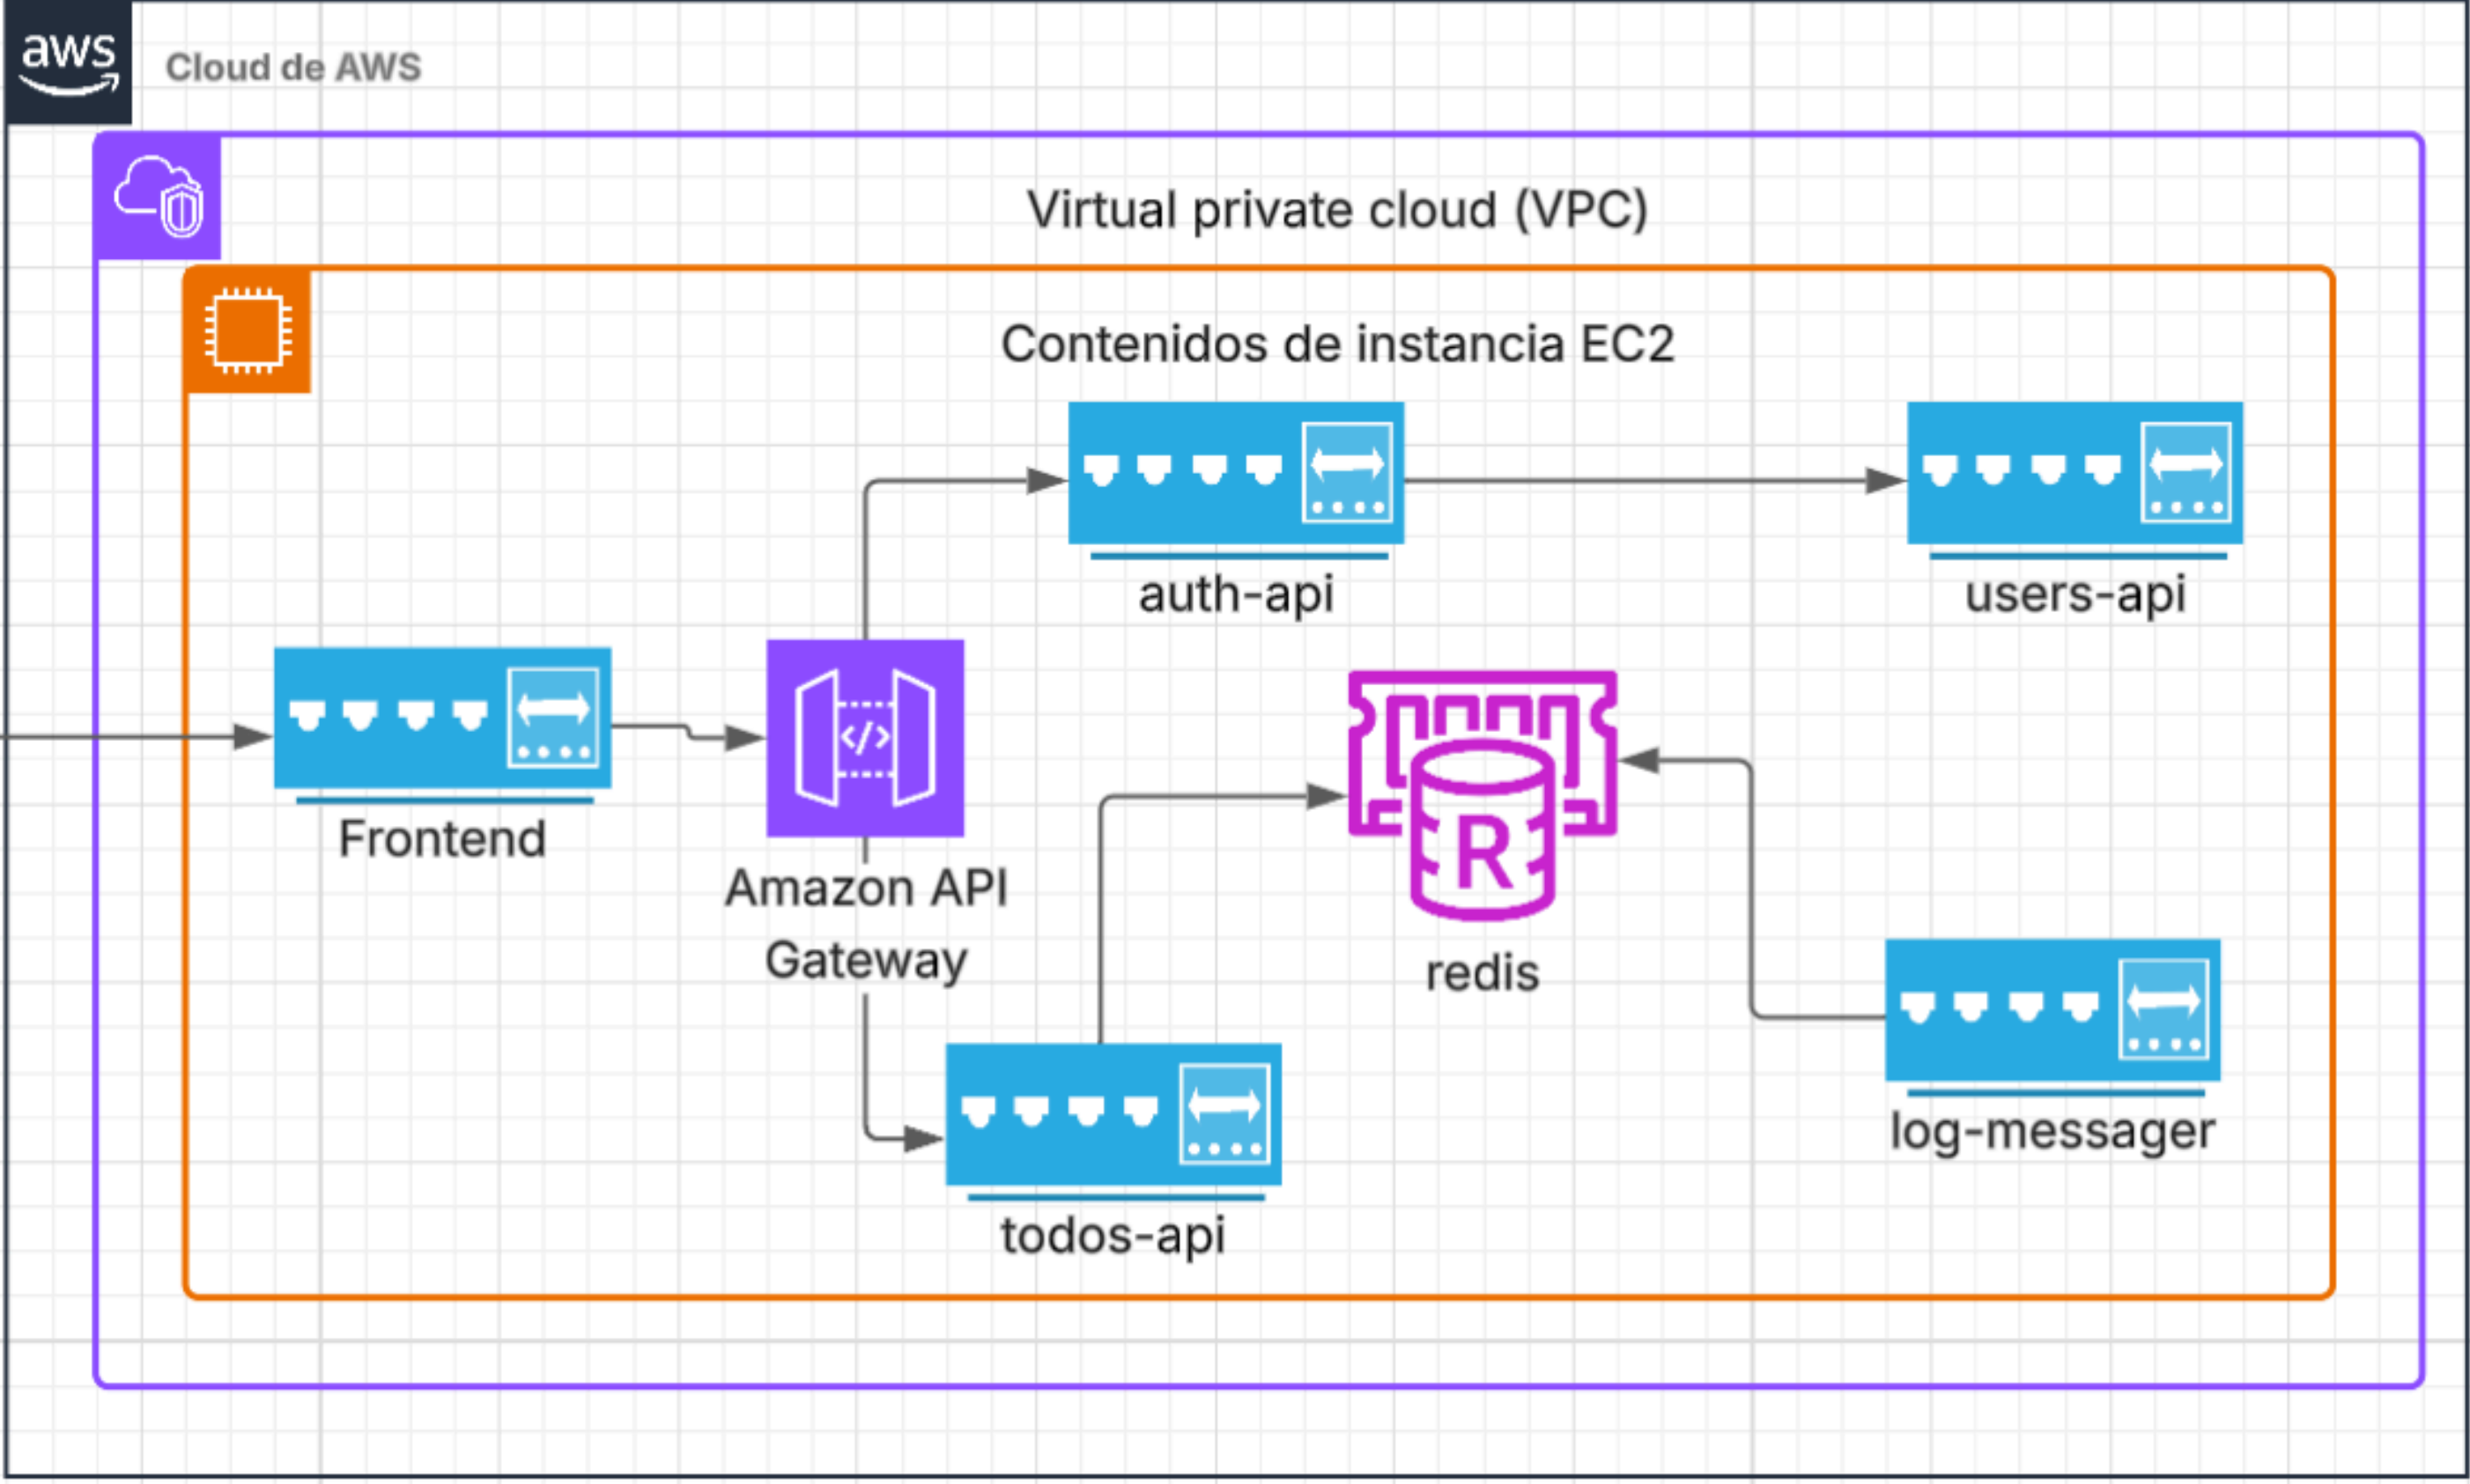 aws
Cloud de AWS
Virtual private cloud (VPC)
Contenidos de instancia EC2
auth-api
users-api
</>
Frontend
Amazon API
Gateway
R
redis
log-messager
todos-api